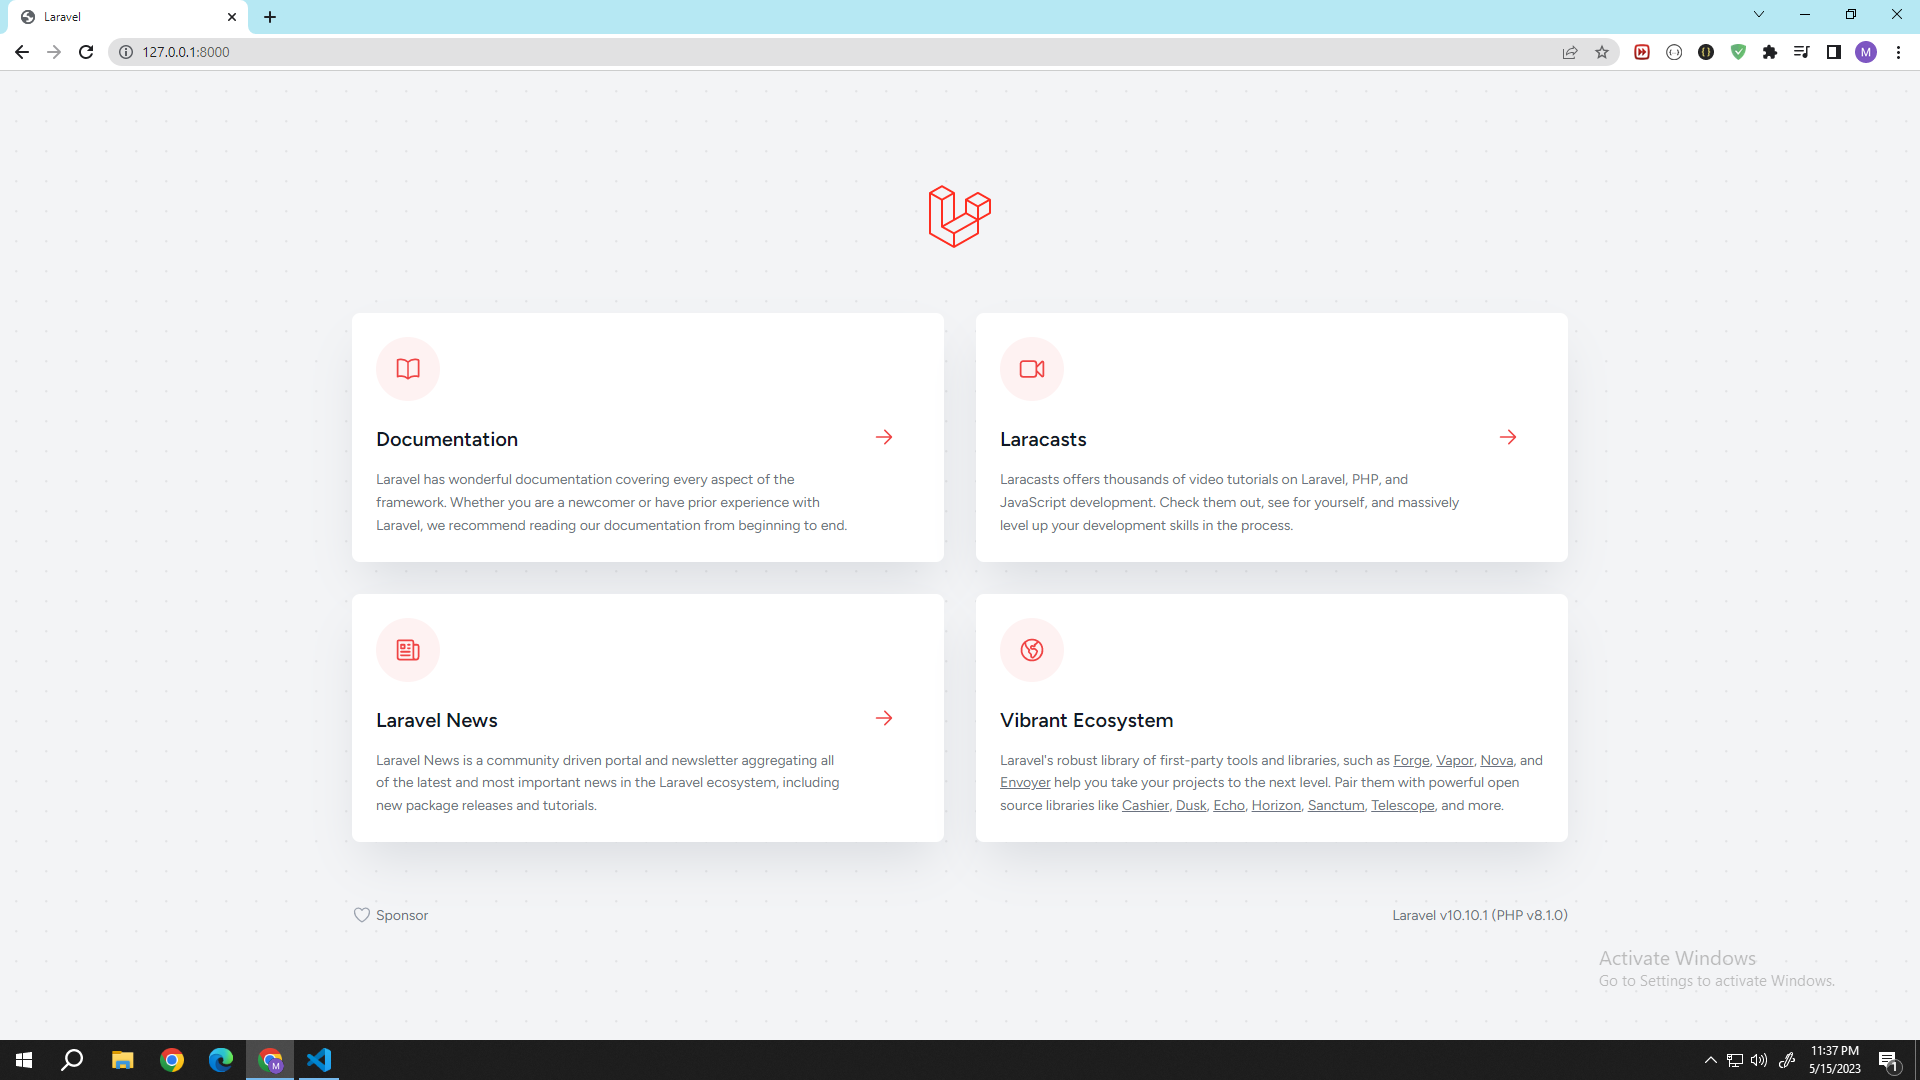 Laravel
127.0.0.1:8000
M
Documentation
Laravel has wonderful documentation covering every aspect of the
framework. Whether you are a newcomer or have prior experience with
Laravel, we recommend reading our documentation from beginning to end.
Laracasts
Laracasts offers thousands of video tutorials on Laravel, PHP, and
JavaScript development. Check them out, see for yourself, and massively
level up your development skills in the process.
Laravel News
Laravel News is a community driven portal and newsletter aggregating all
of the latest and most important news in the Laravel ecosystem, including
new package releases and tutorials.
Vibrant Ecosystem
Laravel's robust library of first-party tools and libraries, such as Forge, Vapor, Nova, and
Envoyer help you take your projects to the next level. Pair them with powerful open
source libraries like Cashier, Dusk, Echo, Horizon, Sanctum, Telescope, and more.
Sponsor
Laravel v10.10.1 (PHP v8.1.0)
Activate Windows
Go to Settings to activate Windows.
M
11:37 PM
5/15/2023
1